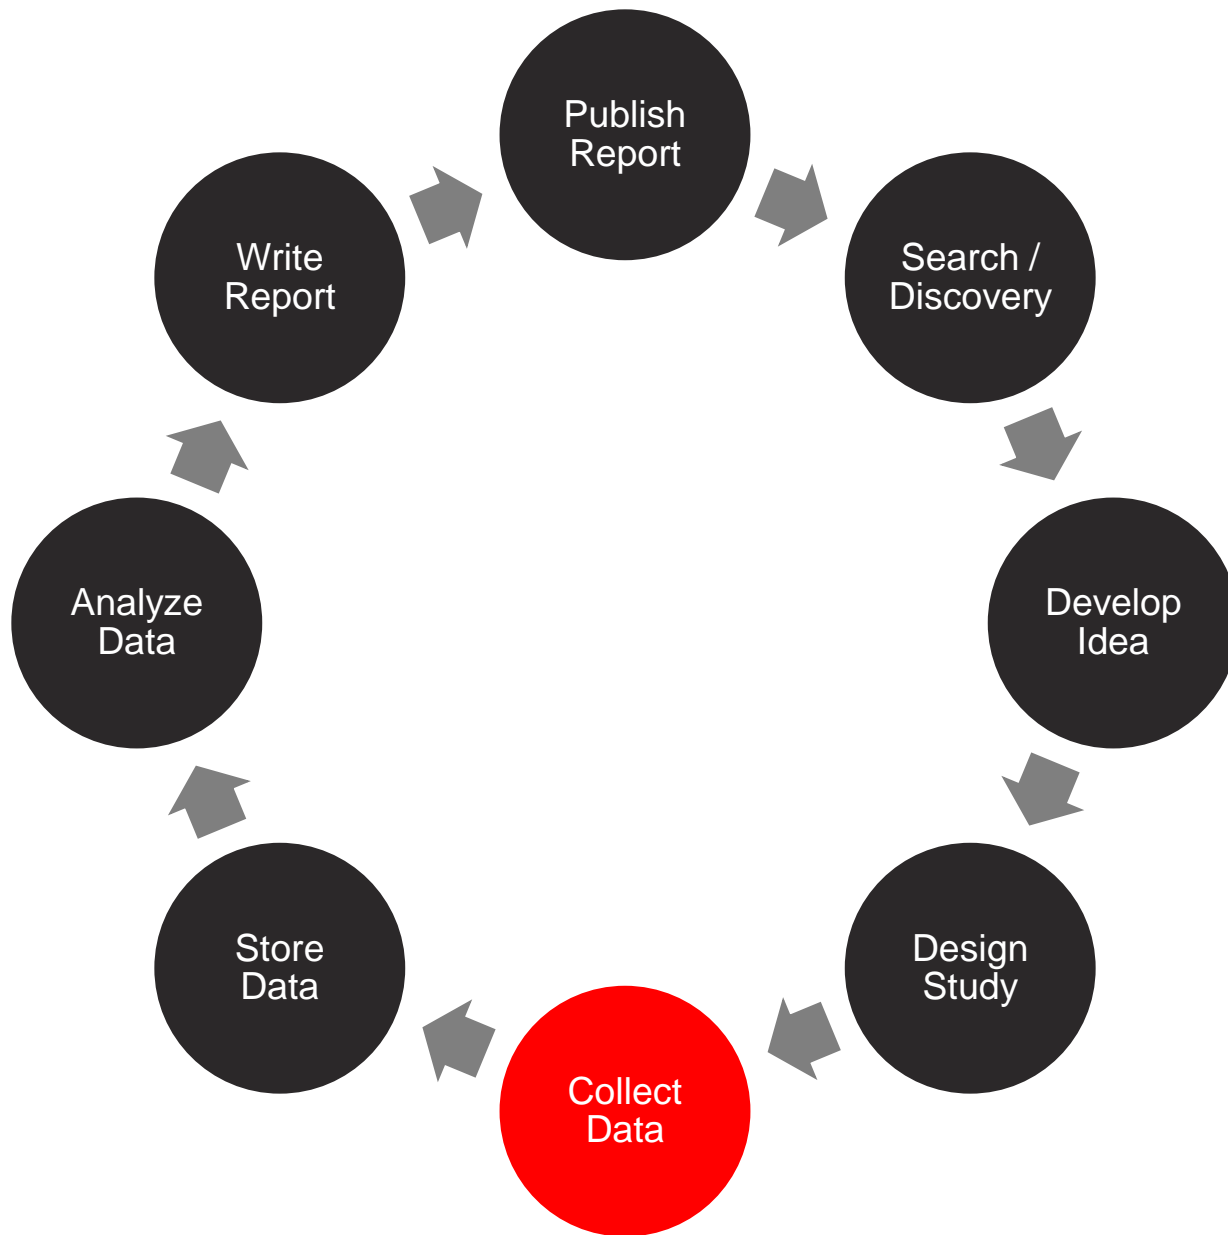 Publish
Report
Search /
Discovery
Develop
Idea
Design
Study
Collect
Data
Store
Data
Analyze
Data
Write
Report